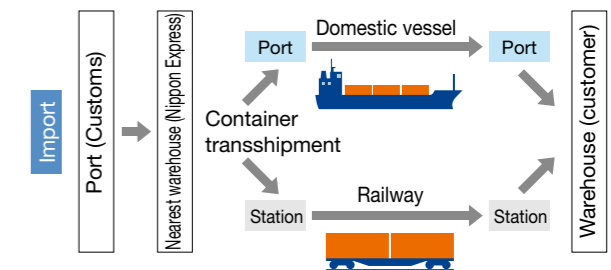 Import
Port (Customs)
Nearest warehouse (Nippon Express)
Container
transshipment
Port
Domestic vessel
Port
Station
Railway
Station
Warehouse (customer)